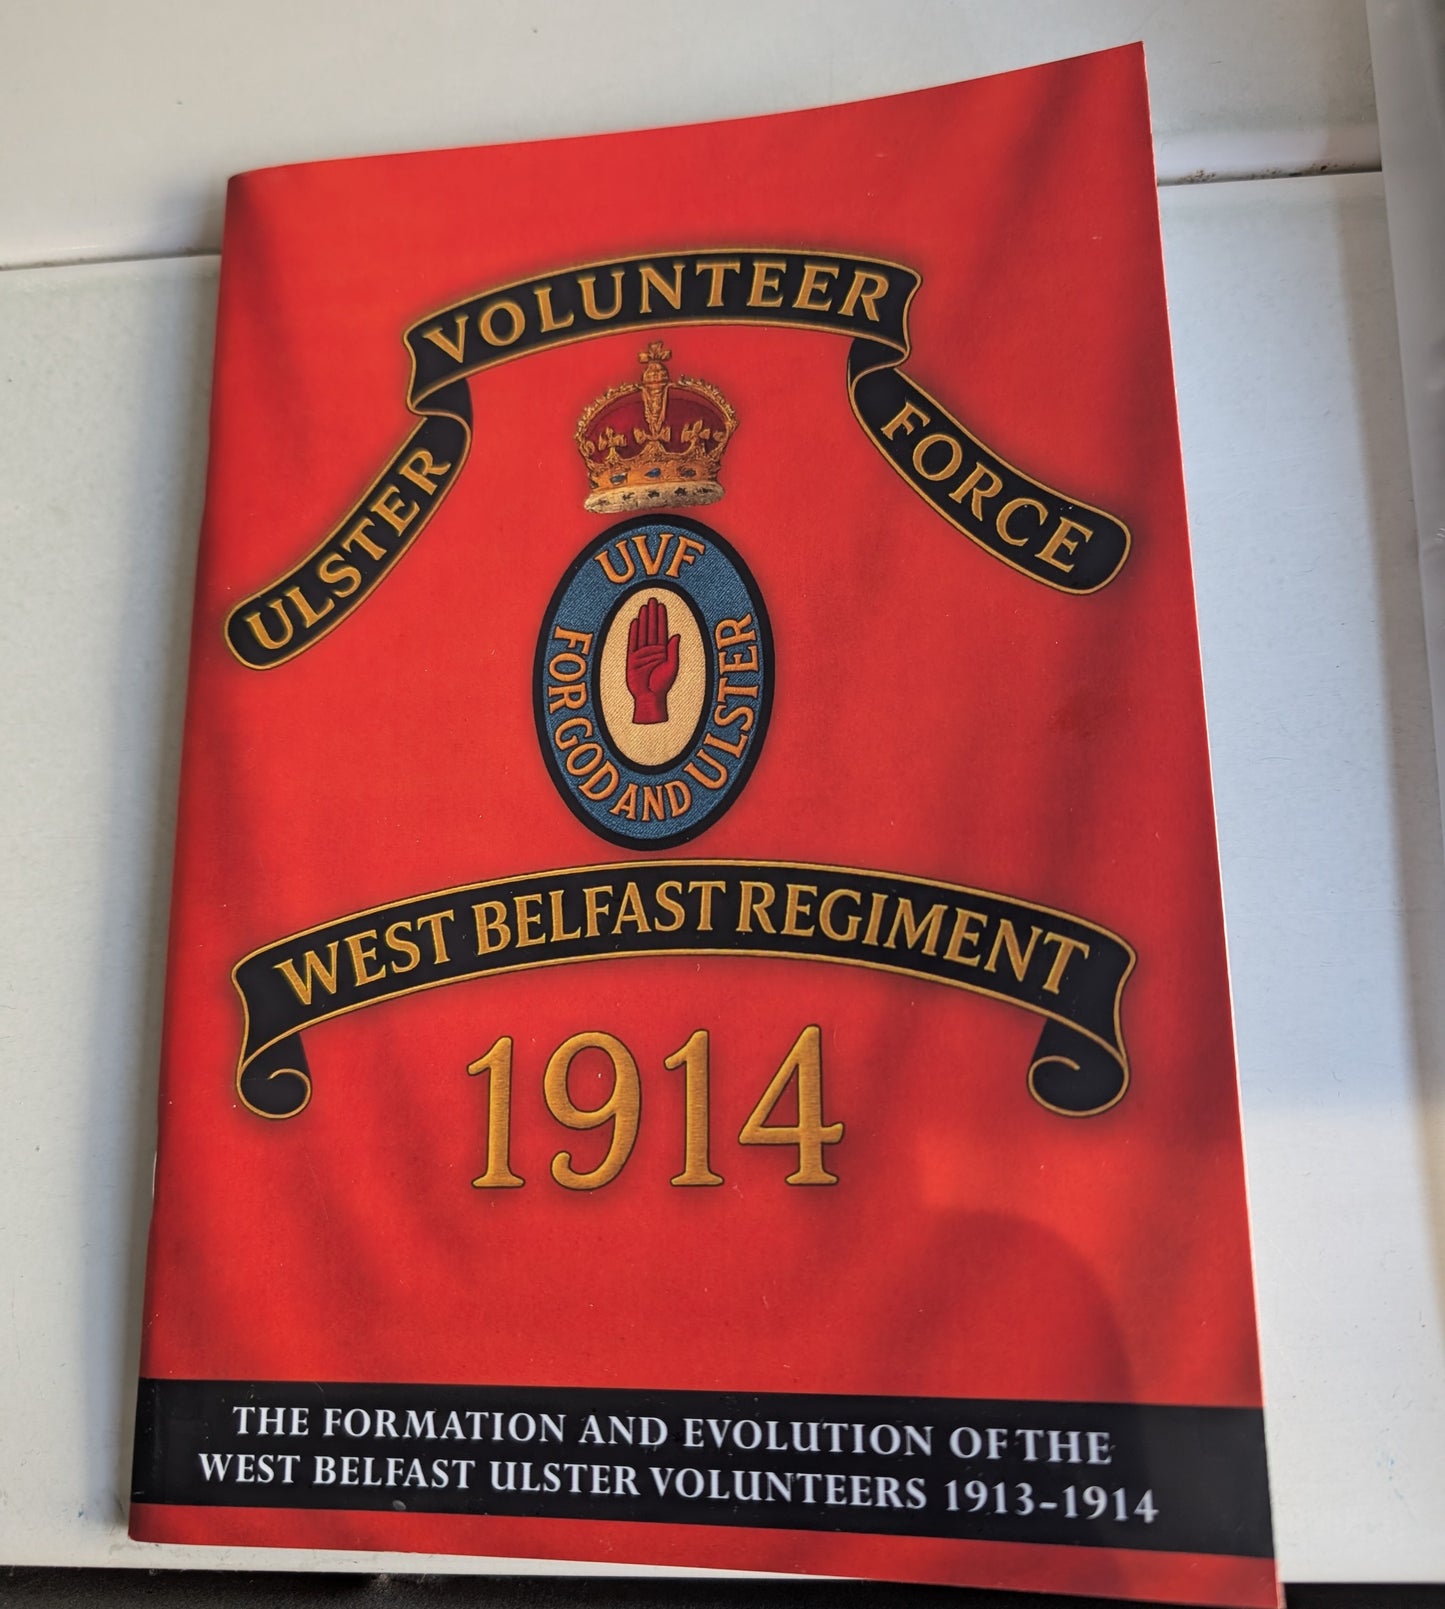 ULSTER VOLUNTEER FORCE
UVF
FOR GOD AND ULSTER
WEST BELFAST REGIMENT
1914
THE FORMATION AND EVOLUTION OF THE
WEST BELFAST ULSTER VOLUNTEERS 1913-1914